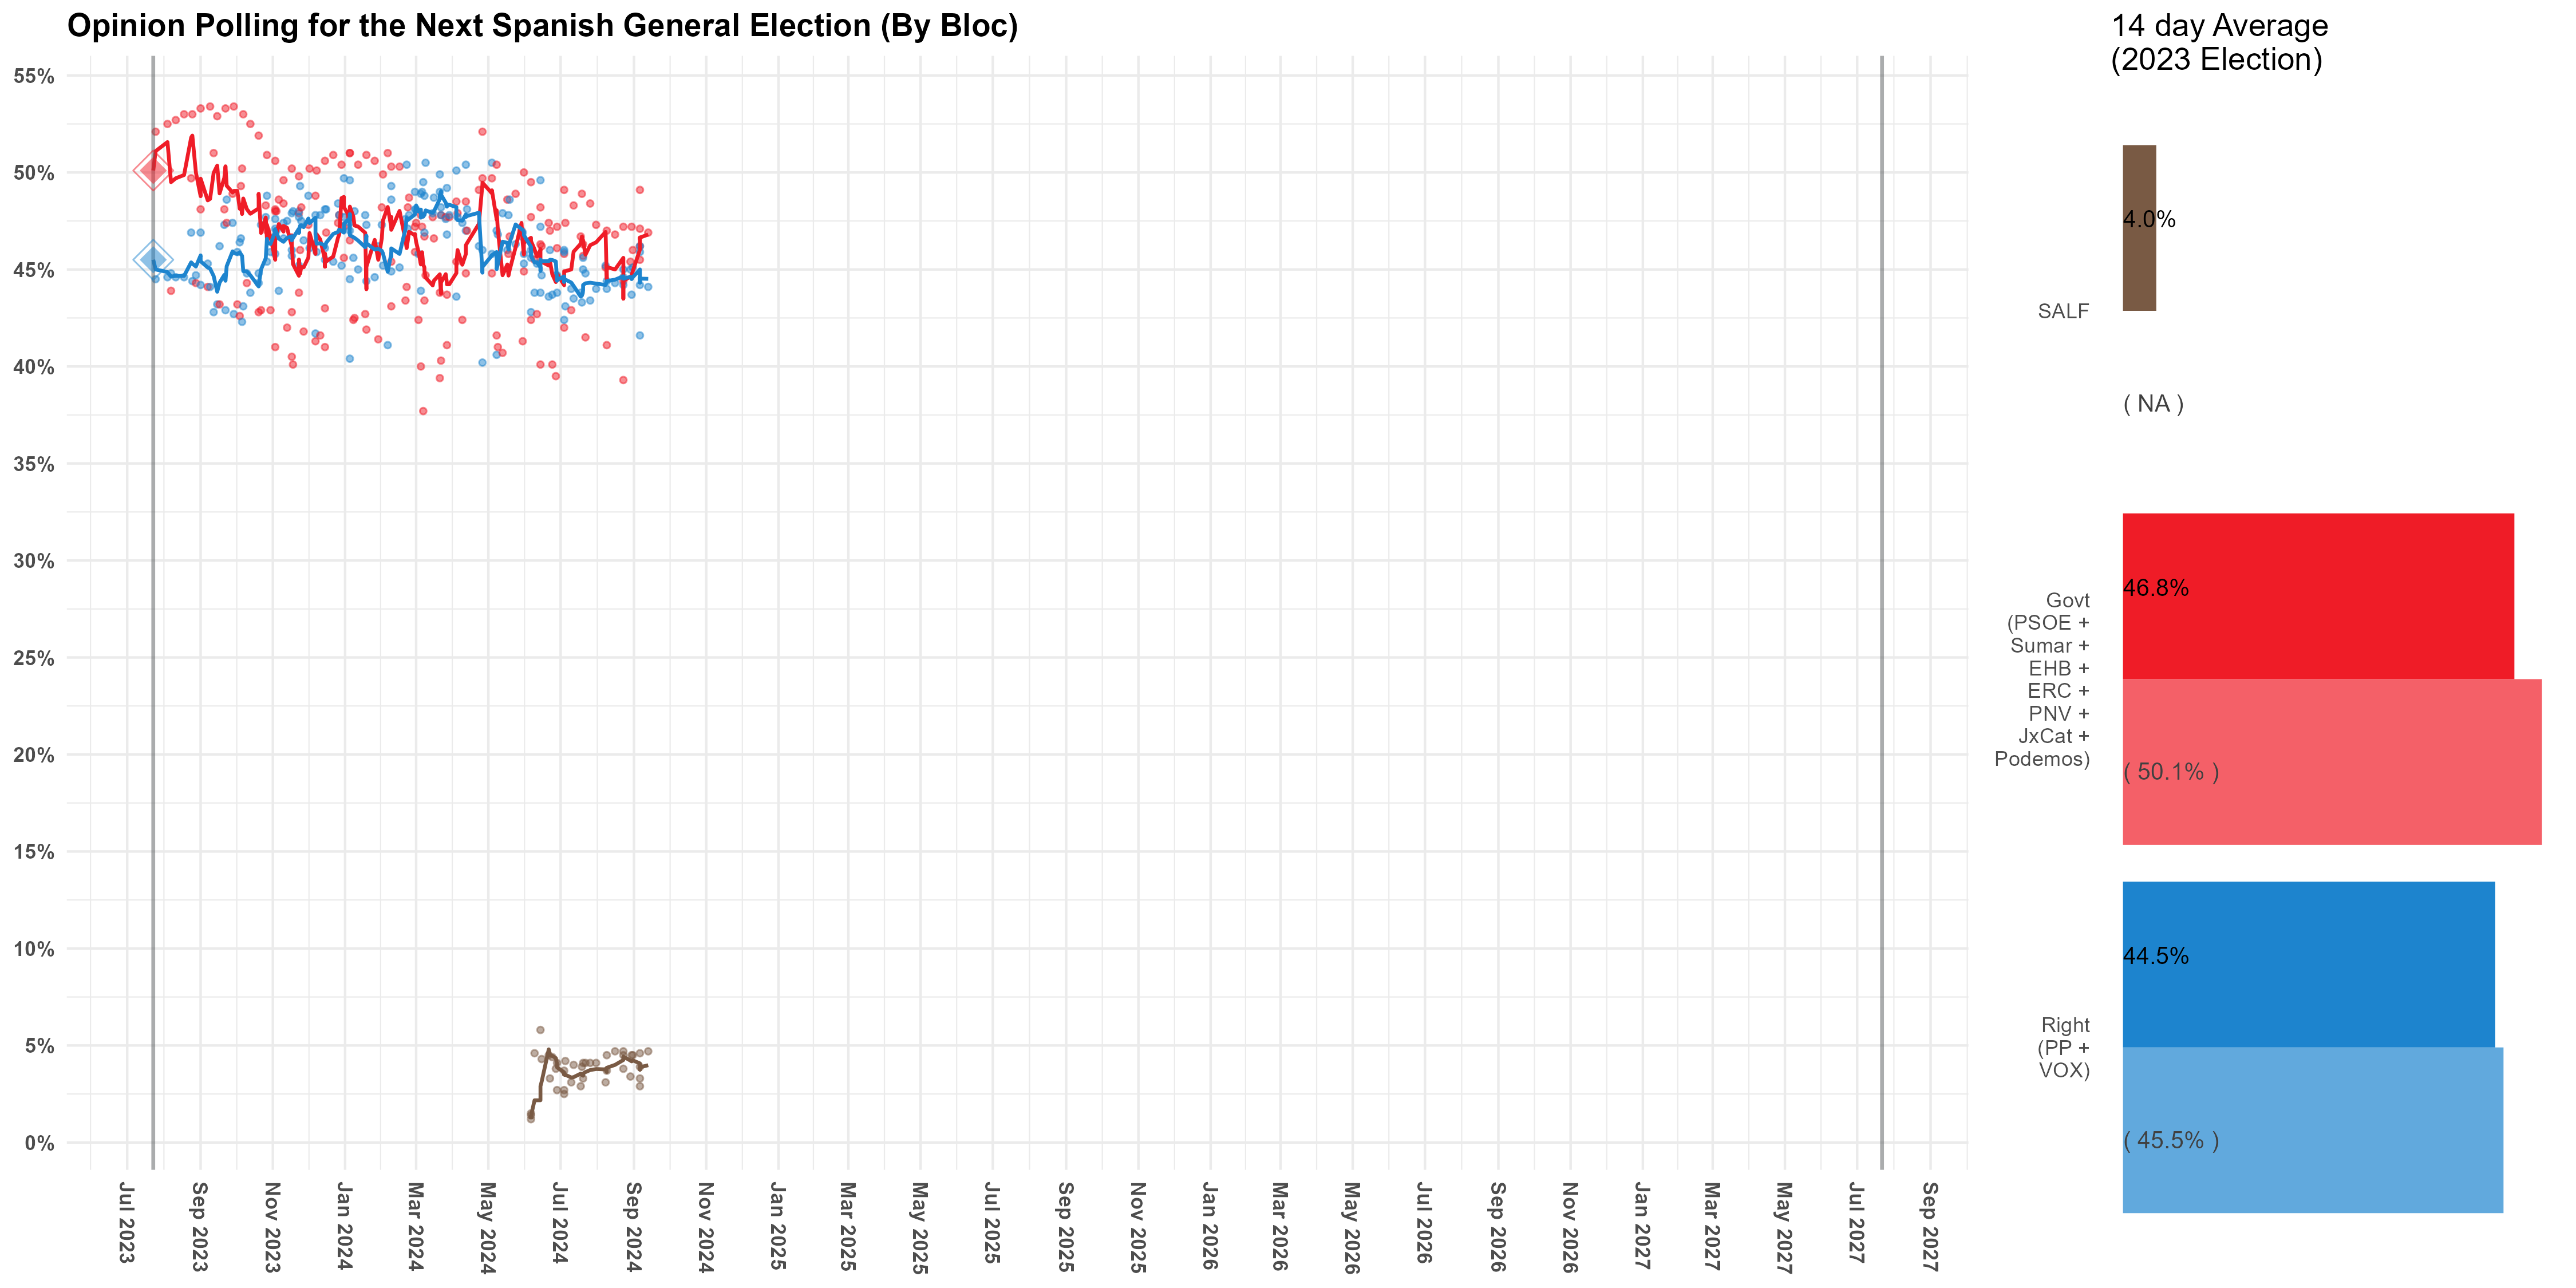 Opinion Polling for the Next Spanish General Election (By Bloc)
14 day Average
(2023 Election)
55%
50%
45%
40%
35%
30%
25%
20%
15%
10%
5%
0%
Jul 2023
Sep 2023
Nov 2023
Jan 2024
Mar 2024
May 2024
Jul 2024
Sep 2024
Nov 2024
Jan 2025
Mar 2025
May 2025
Jul 2025
Sep 2025
Nov 2025
Jan 2026
Mar 2026
May 2026
Jul 2026
Sep 2026
Nov 2026
Jan 2027
Mar 2027
May 2027
Jul 2027
Sep 2027
SALF
4.0%
( NA )
Govt
(PSOE +
Sumar +
EHB +
ERC +
PNV +
JxCat +
Podemos)
46.8%
( 50.1% )
Right
(PP +
VOX)
44.5%
( 45.5% )